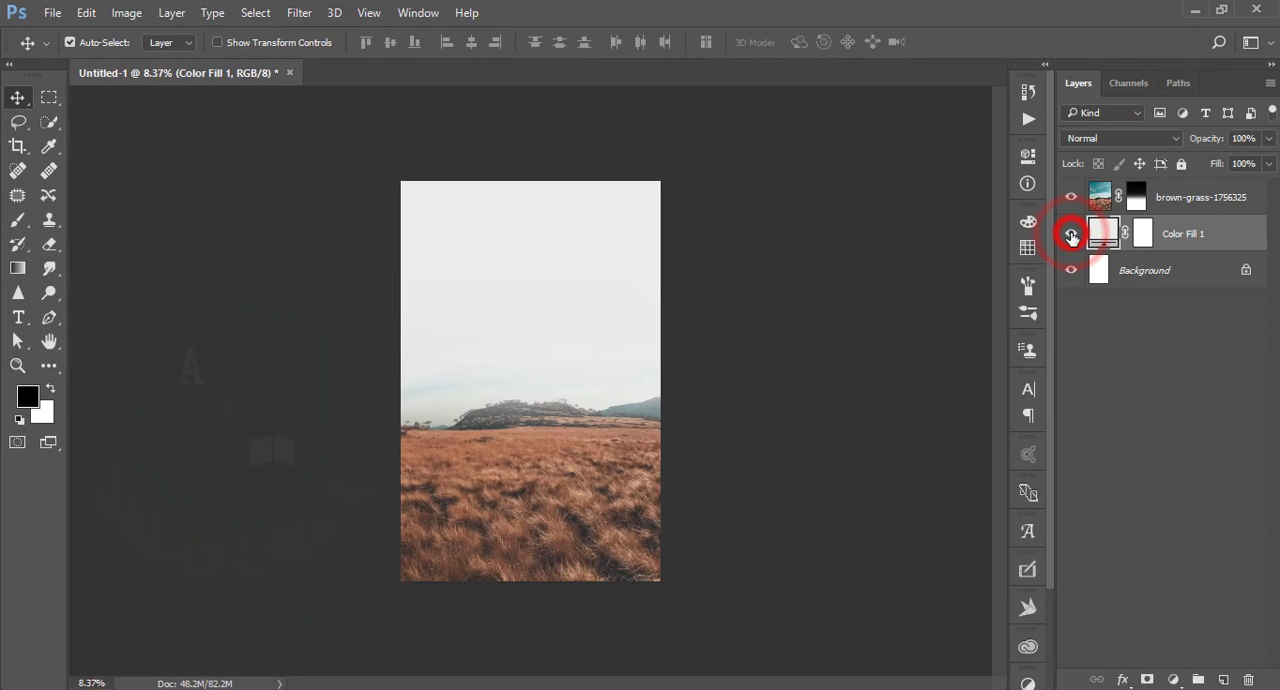 Ps File Edit Image Layer Type Select Filter 3D View Window Help
Auto-Select: Layer Show Transform Controls 3D Mode:
Untitled-1 @ 8.37% (Color Fill 1, RGB/8) * ×
Layers Channels Paths
Kind
Normal Opacity: 100%
Lock: Fill: 100%
brown-grass-1756325
Color Fill 1
Background
8.37% Doc: 48.2M/82.2M